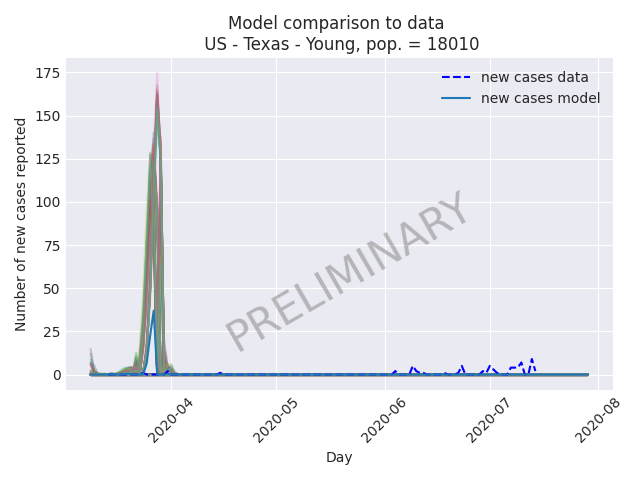 Model comparison to data
US - Texas - Young, pop. = 18010
new cases data
new cases model
Number of new cases reported
175
150
125
100
75
50
25
0
PRELIMINARY
2020-04
2020-05
2020-06
2020-07
2020-08
Day